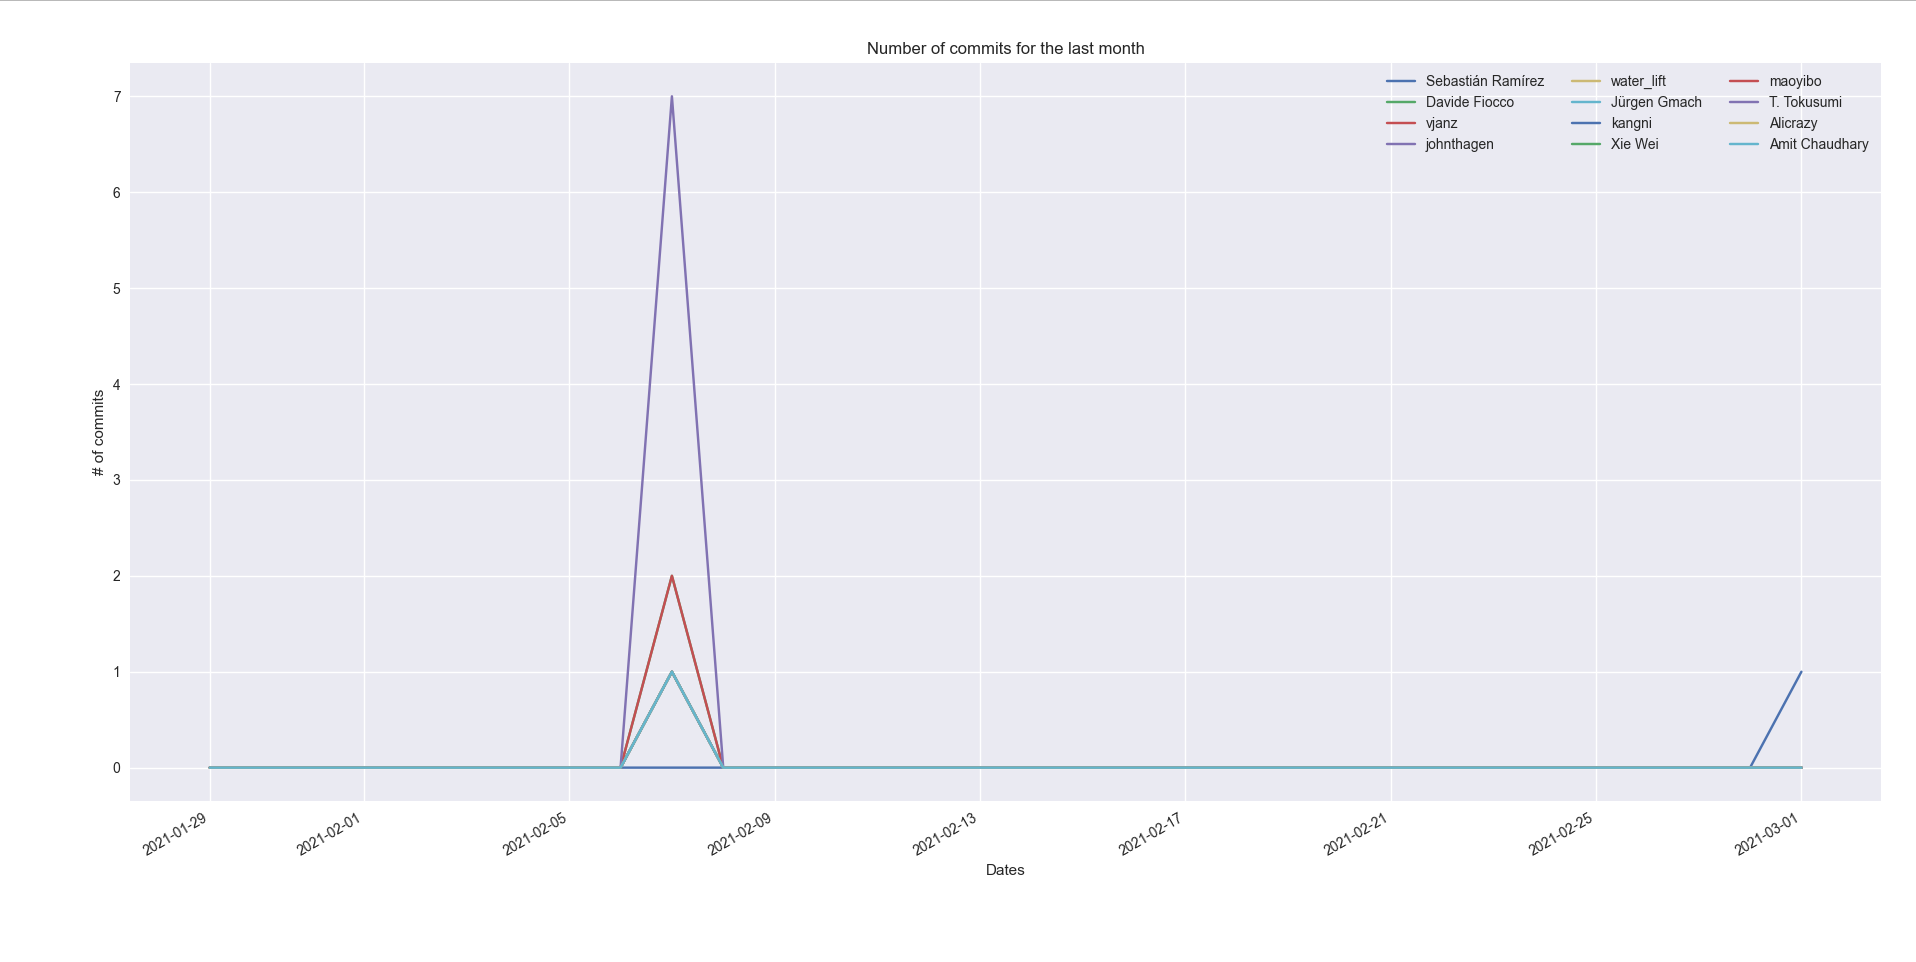 Number of commits for the last month
Sebastián Ramírez
Davide Fiocco
vjanz
johnthagen
water_lift
Jürgen Gmach
kangni
Xie Wei
maoyibo
T. Tokusumi
Alicrazy
Amit Chaudhary
# of commits
7
6
5
4
3
2
1
0
2021-01-29
2021-02-01
2021-02-05
2021-02-09
2021-02-13
2021-02-17
2021-02-21
2021-02-25
2021-03-01
Dates